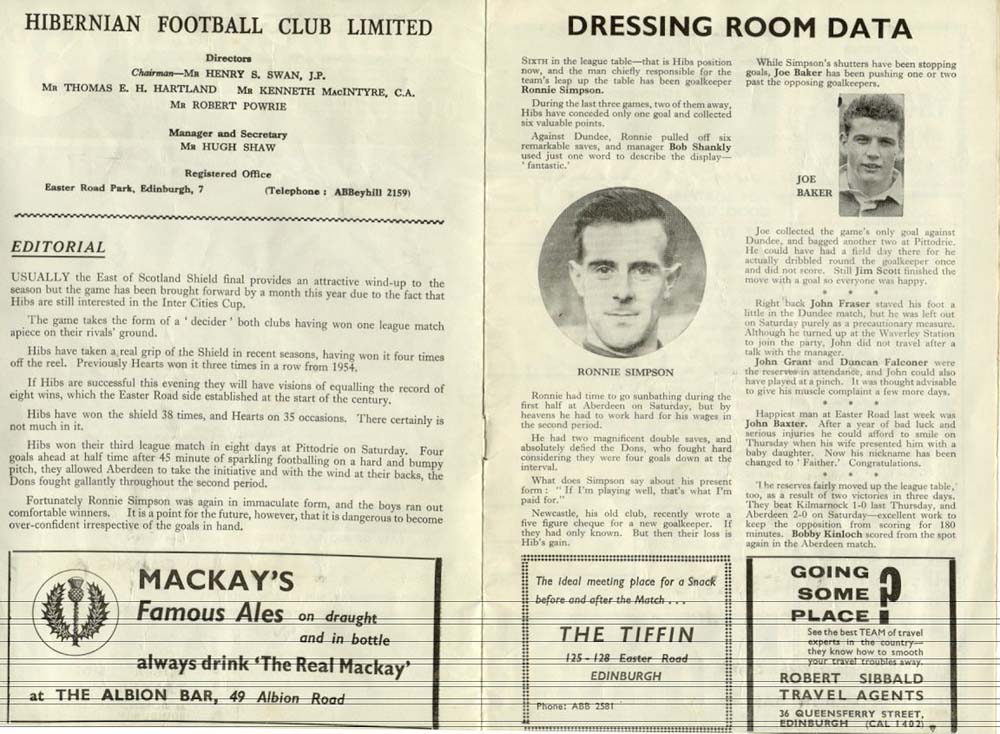 HIBERNIAN FOOTBALL CLUB LIMITED
Directors
Chairman—MR HENRY S. SWAN, J.P.
MR THOMAS E. H. HARTLAND MR KENNETH MACINTYRE, C.A.
MR ROBERT POWRIE
Manager and Secretary
MR HUGH SHAW
Registered Office
Easter Road Park, Edinburgh, 7 (Telephone : ABBeyhill 2159)
EDITORIAL
USUALLY the East of Scotland Shield final provides an attractive wind-up to the
season but the game has been brought forward by a month this year due to the fact that
Hibs are still interested in the Inter Cities Cup.
The game takes the form of a ' decider ' both clubs having won one league match
apiece on their rivals' ground.
Hibs have taken a real grip of the Shield in recent seasons, having won it four times
off the reel. Previously Hearts won it three times in a row from 1954.
If Hibs are successful this evening they will have visions of equalling the record of
eight wins, which the Easter Road side established at the start of the century.
Hibs have won the shield 38 times, and Hearts on 35 occasions. There certainly is
not much in it.
Hibs won their third league match in eight days at Pittodrie on Saturday. Four
goals ahead at half time after 45 minute of sparkling footballing on a hard and bumpy
pitch, they allowed Aberdeen to take the initiative and with the wind at their backs, the
Dons fought gallantly throughout the second period.
Fortunately Ronnie Simpson was again in immaculate form, and the boys ran out
comfortable winners. It is a point for the future, however, that it is dangerous to become
over-confident irrespective of the goals in hand.
MACKAY'S
Famous Ales on draught
and in bottle
always drink 'The Real Mackay'
at THE ALBION BAR, 49 Albion Road
DRESSING ROOM DATA
SIXTH in the league table—that is Hibs position
now, and the man chiefly responsible for the
team's leap up the table has been goalkeeper
Ronnie Simpson.
During the last three games, two of them away,
Hibs have conceded only one goal and collected
six valuable points.
Against Dundee, Ronnie pulled off six
remarkable saves, and manager Bob Shankly
used just one word to describe the display—
' fantastic.'
RONNIE SIMPSON
Ronnie had time to go sunbathing during the
first half at Aberdeen on Saturday, but by
heavens he had to work hard for his wages in
the second period.
He had two magnificent double saves, and
absolutely defied the Dons, who fought hard
considering they were four goals down at the
interval.
What does Simpson say about his present
form : " If I'm playing well, that's what I'm
paid for."
Newcastle, his old club, recently wrote a
five figure cheque for a new goalkeeper. If
they had only known. But then their loss is
Hib's gain.
The Ideal meeting place for a Snack
before and after the Match . . .
THE TIFFIN
125 - 128 Easter Road
EDINBURGH
Phone: ABB 2581
While Simpson's shutters have been stopping
goals, Joe Baker has been pushing one or two
past the opposing goalkeepers.
JOE
BAKER
Joe collected the game's only goal against
Dundee, and bagged another two at Pittodrie.
He could have had a field day there for he
actually dribbled round the goalkeeper once
and did not score. Still Jim Scott finished the
move with a goal so everyone was happy.
* * *
Right back John Fraser staved his foot a
little in the Dundee match, but he was left out
on Saturday purely as a precautionary measure.
Although he turned up at the Waverley Station
to join the party, John did not travel after a
talk with the manager.
John Grant and Duncan Falconer were
the reserves in attendance, and John could also
have played at a pinch. It was thought advisable
to give his muscle complaint a few more days.
* * *
Happiest man at Easter Road last week was
John Baxter. After a year of bad luck and
serious injuries he could afford to smile on
Thursday when his wife presented him with a
baby daughter. Now his nickname has been
changed to ' Faither.' Congratulations.
* * *
The reserves fairly moved up the league table,
too, as a result of two victories in three days.
They beat Kilmarnock 1-0 last Thursday, and
Aberdeen 2-0 on Saturday—excellent work to
keep the opposition from scoring for 180
minutes. Bobby Kinloch scored from the spot
again in the Aberdeen match.
GOING
SOME
PLACE ?
See the best TEAM of travel
experts in the country—
they know how to smooth
your travel troubles away.
ROBERT SIBBALD
TRAVEL AGENTS
36 QUEENSFERRY STREET,
EDINBURGH (CAL 1402)